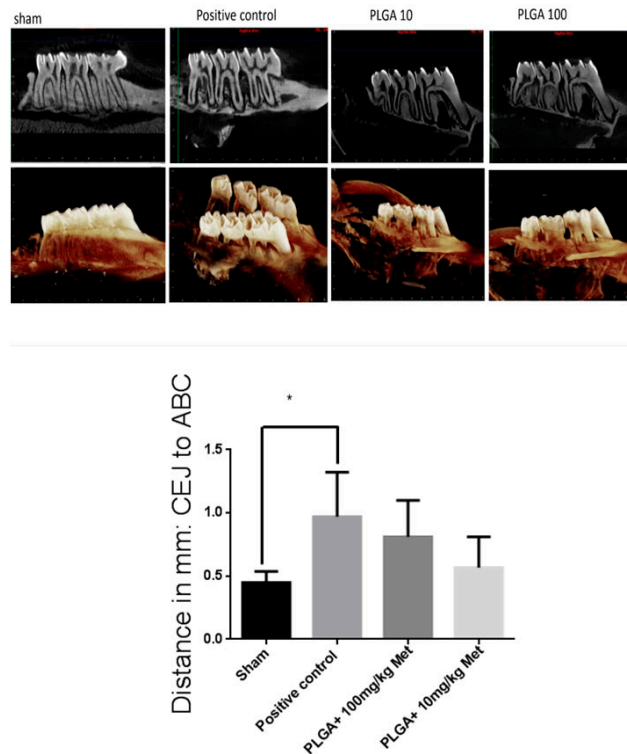 sham Positive control PLGA 10 PLGA 100
*
Distance in mm: CEJ to ABC
1.5
1.0
0.5
0.0
Sham
Positive control
PLGA+ 100mg/kg Met
PLGA+ 10mg/kg Met